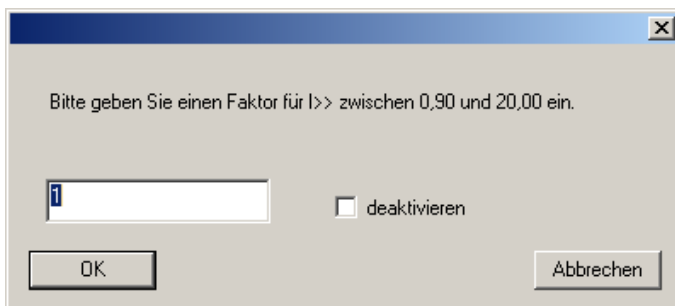 Bitte geben Sie einen Faktor für I>> zwischen 0,90 und 20,00 ein.
1
deaktivieren
OK
Abbrechen